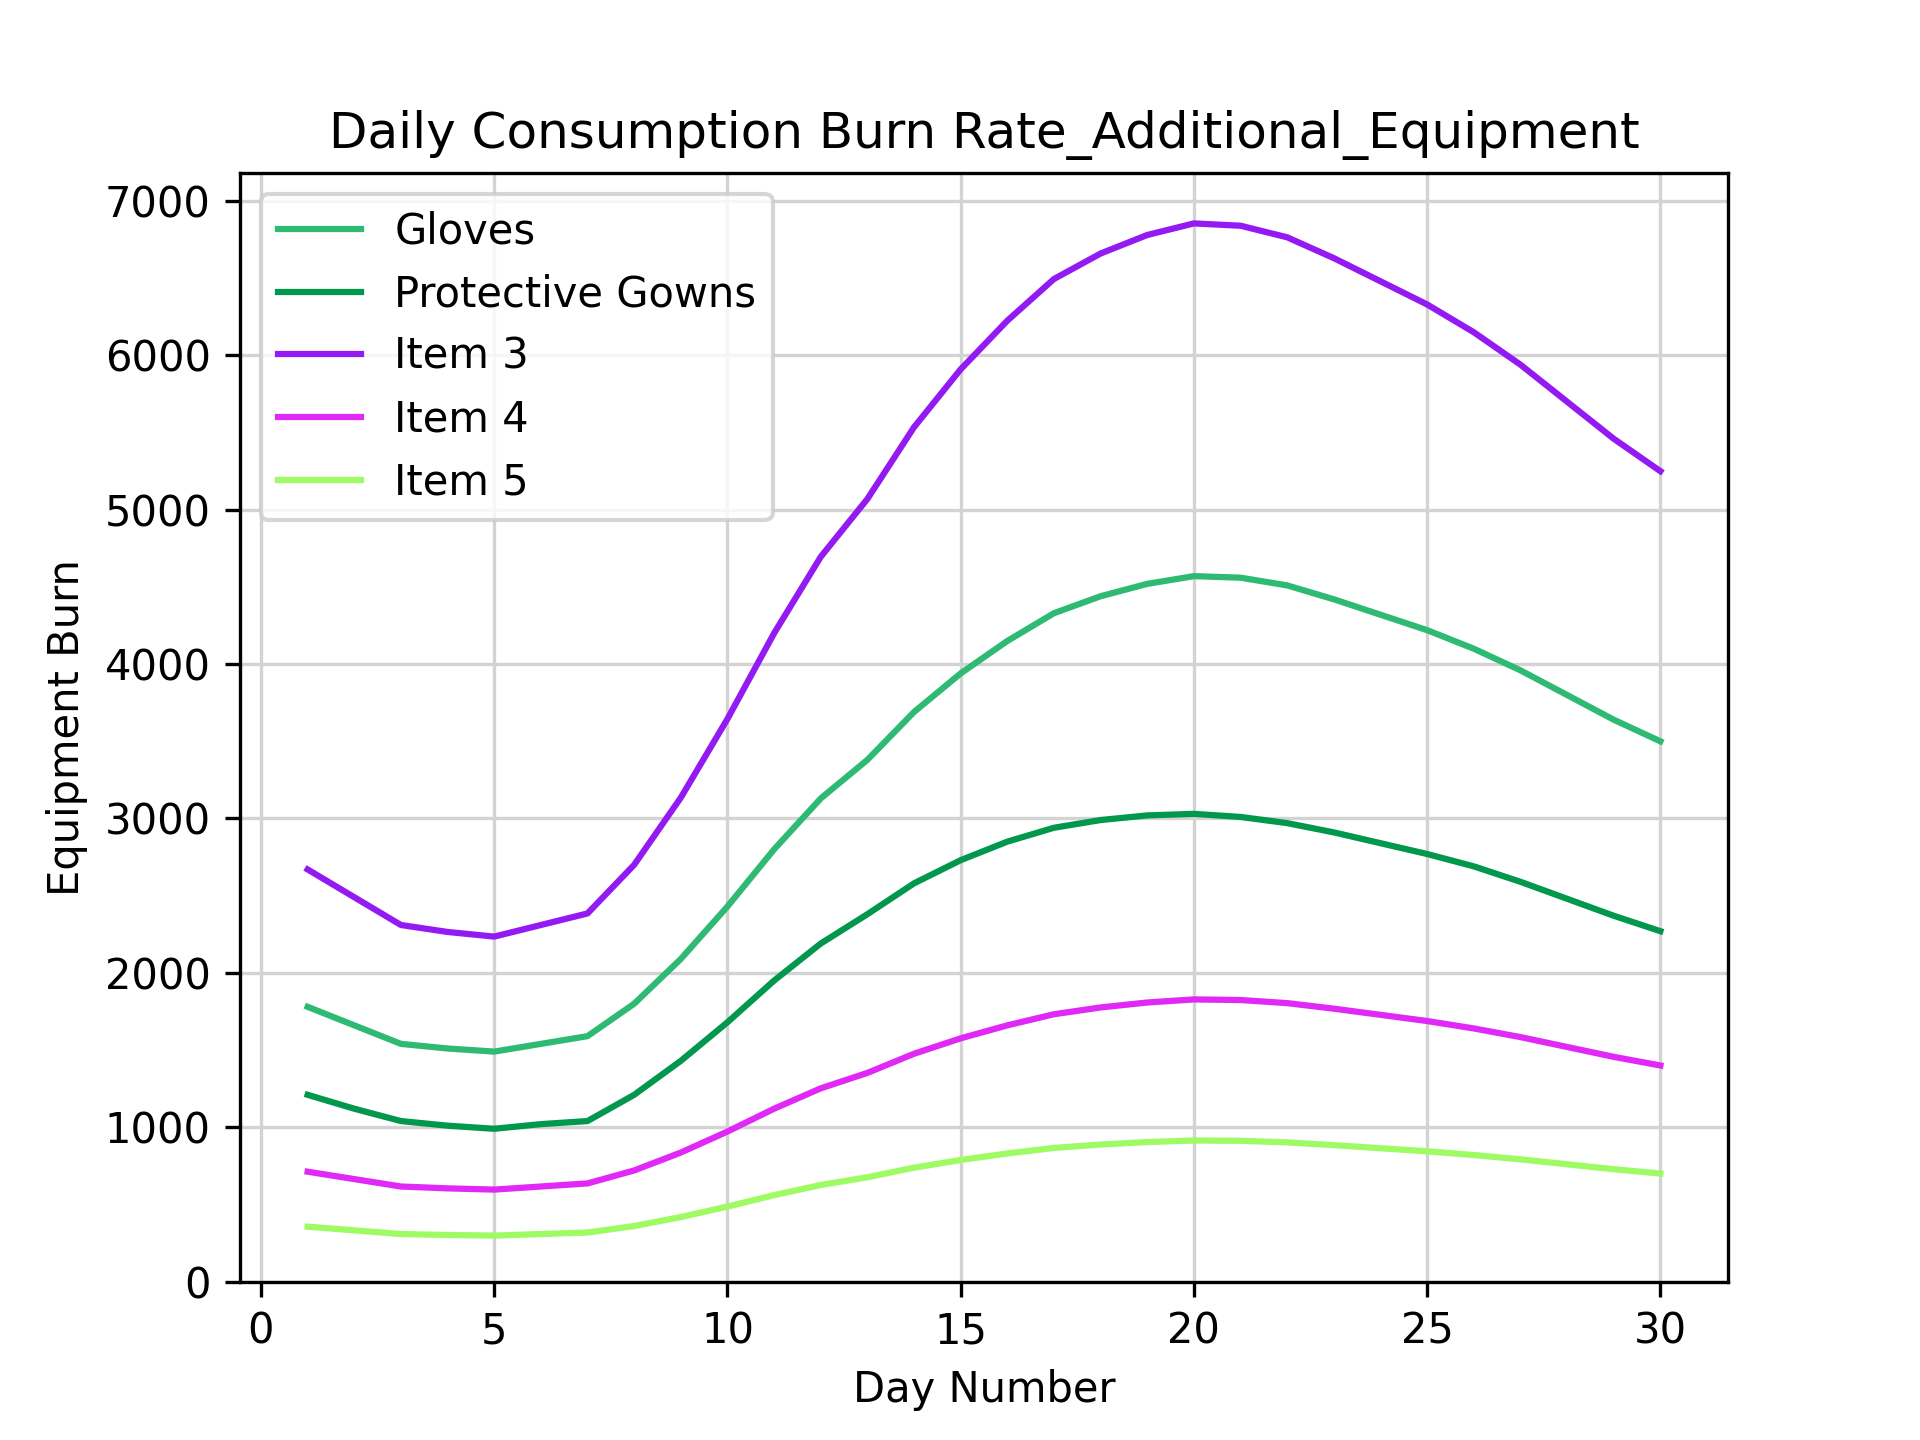 Daily Consumption Burn Rate_Additional_Equipment
7000
6000
5000
4000
3000
2000
1000
0
Equipment Burn
Gloves
Protective Gowns
Item 3
Item 4
Item 5
0 5 10 15 20 25 30
Day Number